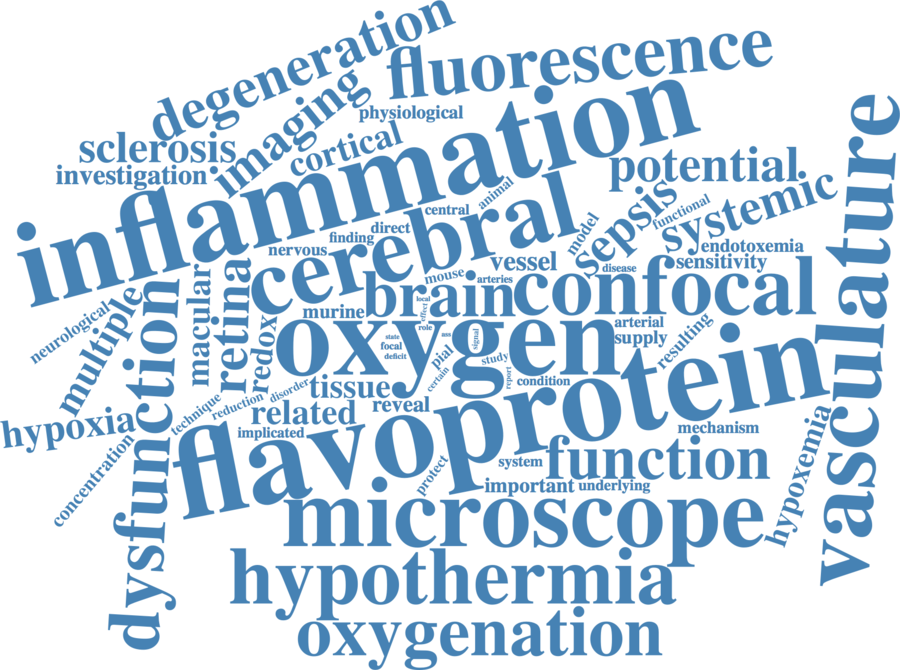 degeneration
fluorescence
imaging
physiological
sclerosis
cortical
investigation
inflammation
potential
vasculature
animal
central
sepsis
functional
systemic
cerebral
direct
finding
nervous
model
endotoxemia
vessel
sensitivity
disease
mouse
arteries
macular
retina
brain
confocal
local
effect
murine
multiple
neurological
dysfunction
redox
oxygen
role
state
focal
deficit
ass
signal
arterial
supply
resulting
pial
study
certain
report
condition
tissue
disorder
reduction
technique
related
reveal
flavoprotein
hypoxia
implicated
mechanism
hypoxemia
concentration
protect
system
function
important
underlying
microscope
hypothermia
oxygenation